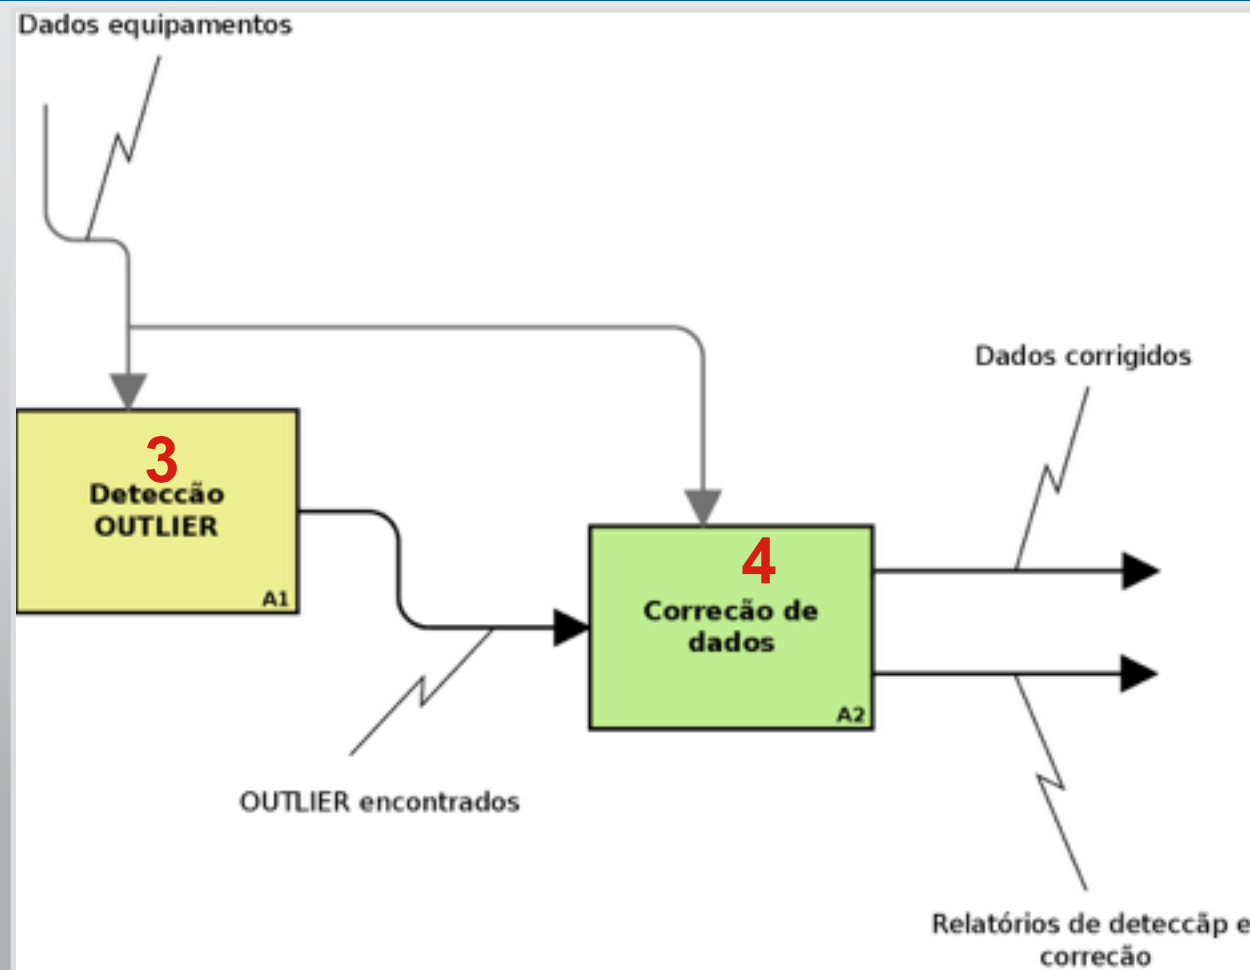 Dados equipamentos
Dados corrigidos
3
Deteccão
OUTLIER
A1
4
Correcão de
dados
A2
OUTLIER encontrados
Relatórios de deteccãp e
correcão